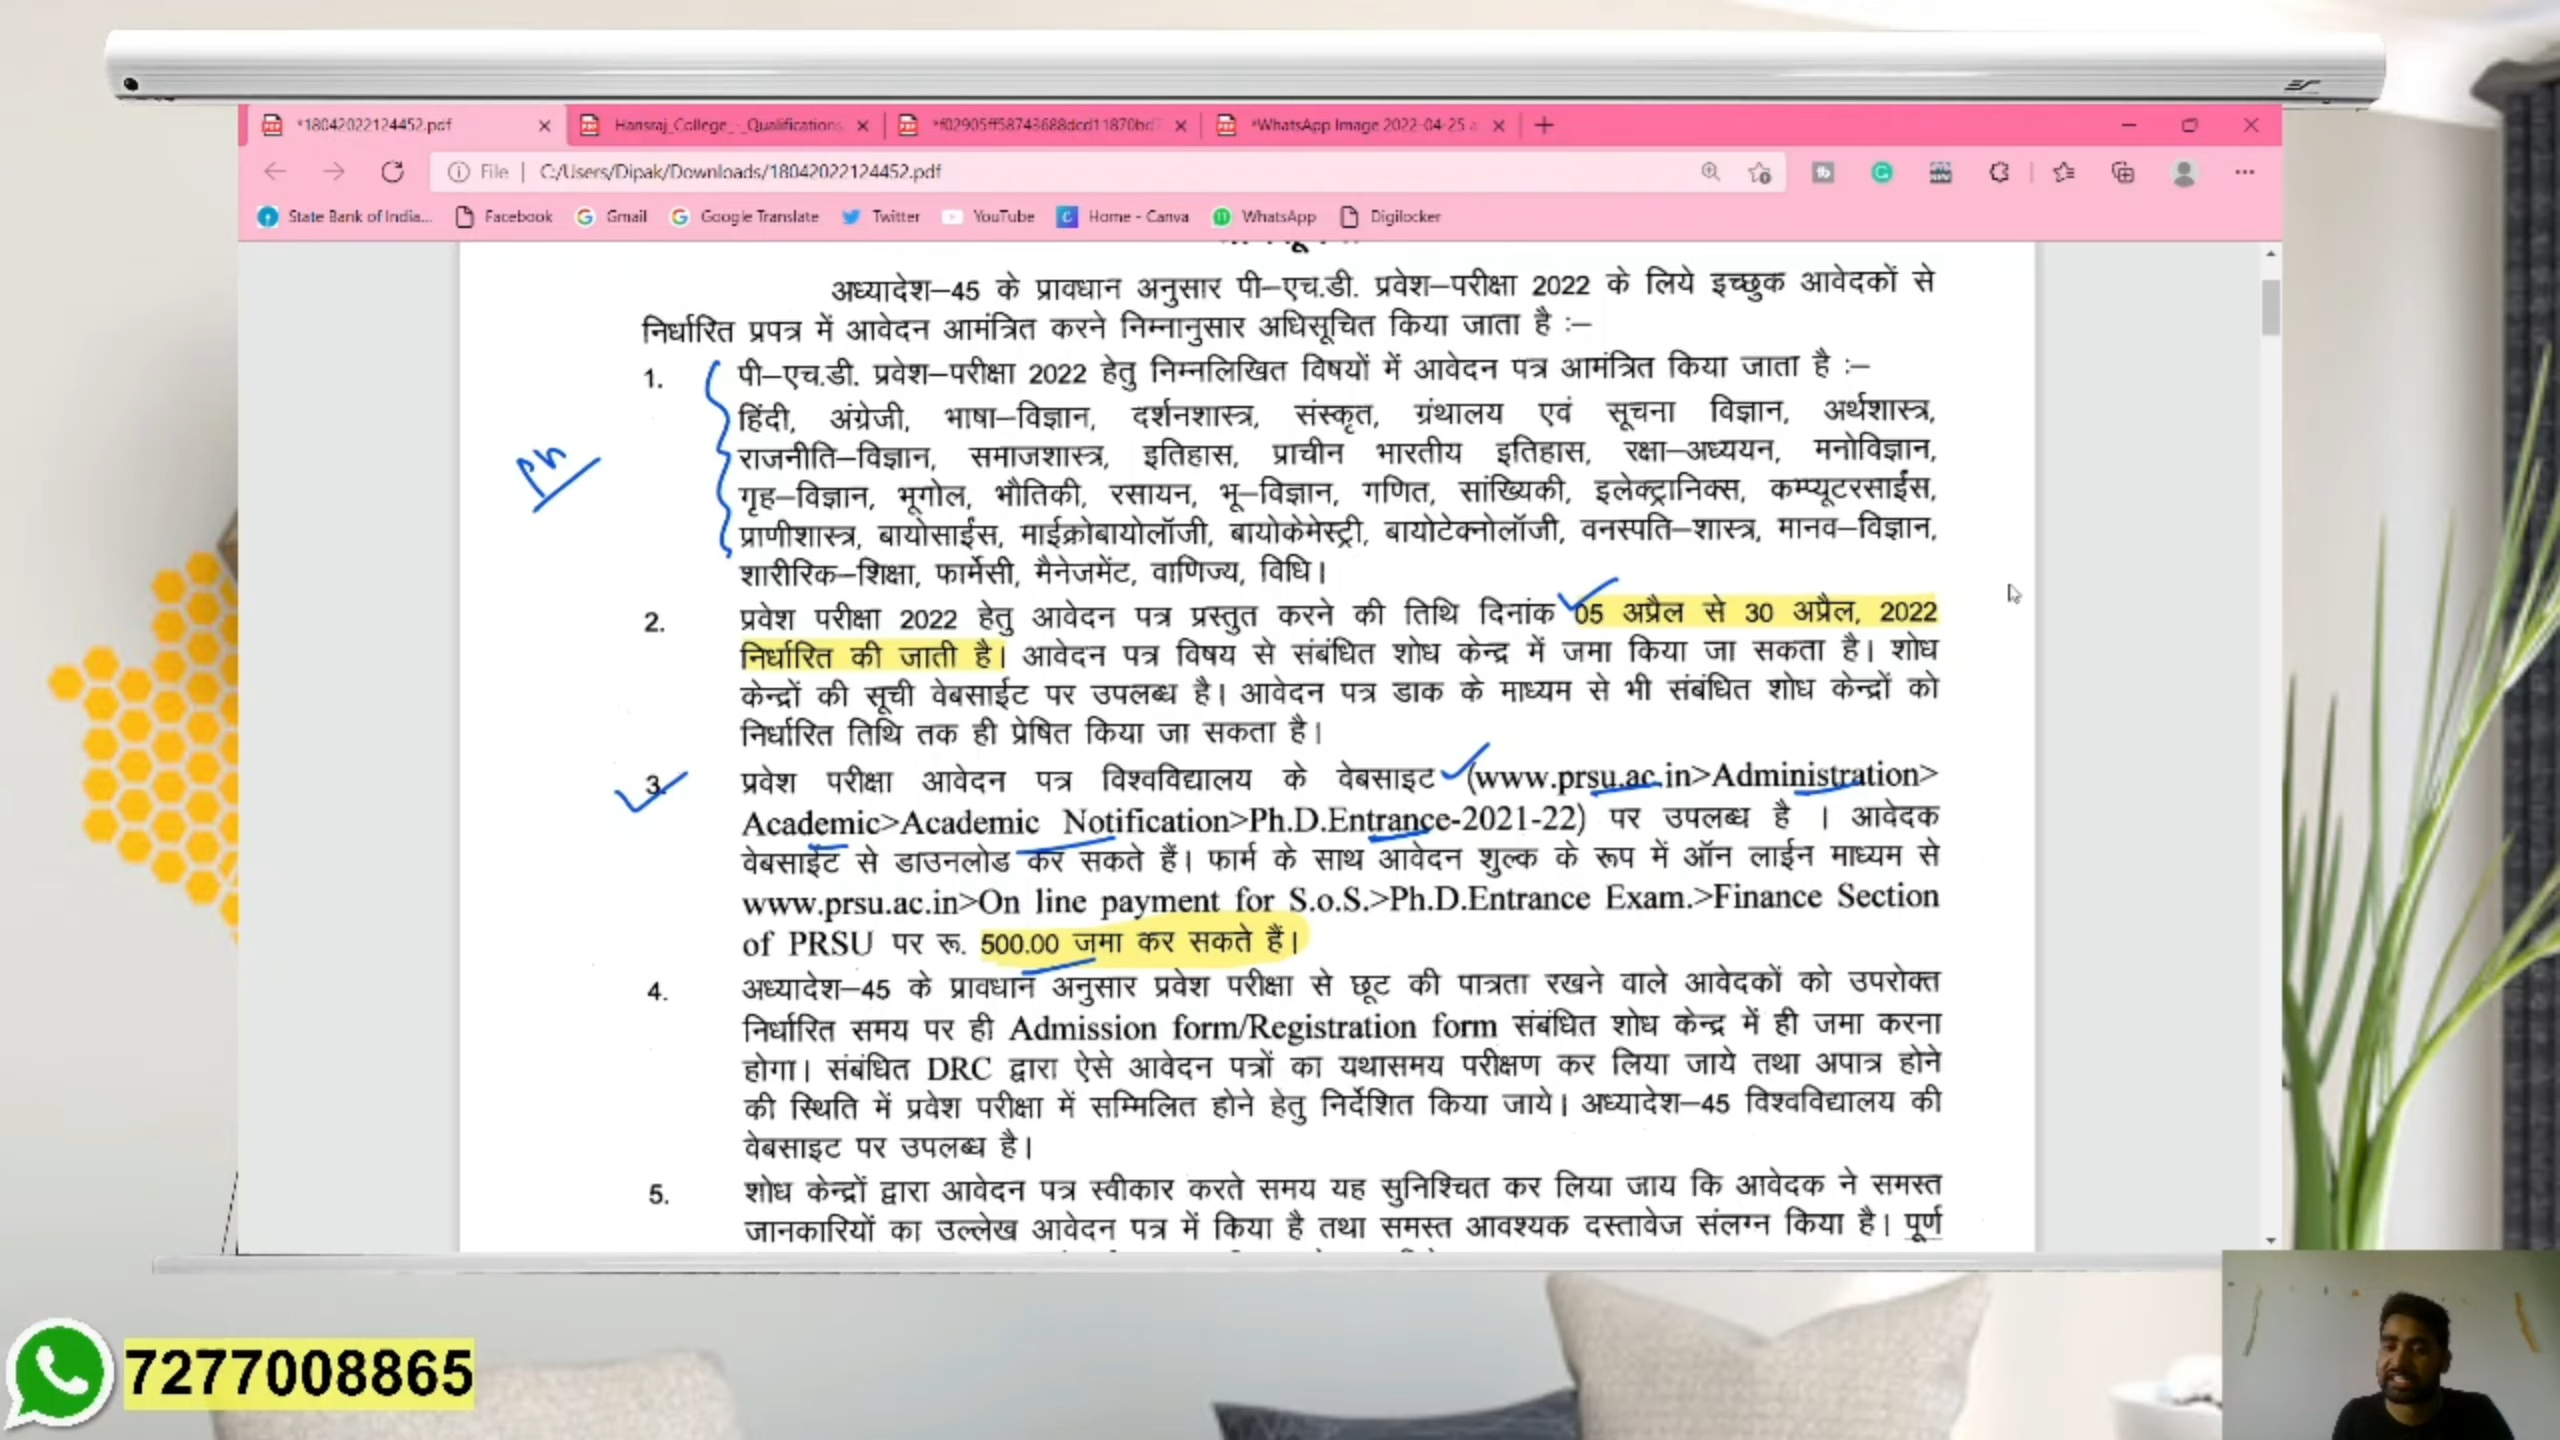 *18042022124452.pdf
Hansraj_College_-_Qualifications
*f02905ff58743688dcd11870bd7
*WhatsApp Image 2022-04-25 a
File
C:/Users/Dipak/Downloads/18042022124452.pdf
State Bank of India...
Facebook
Gmail
Google Translate
Twitter
YouTube
Home - Canva
WhatsApp
Digilocker
अध्यादेश–45 के प्रावधान अनुसार पी–एच.डी. प्रवेश–परीक्षा 2022 के लिये इच्छुक आवेदकों से
निर्धारित प्रपत्र में आवेदन आमंत्रित करने निम्नानुसार अधिसूचित किया जाता है :–
1. पी–एच.डी. प्रवेश–परीक्षा 2022 हेतु निम्नलिखित विषयों में आवेदन पत्र आमंत्रित किया जाता है :–
हिंदी, अंग्रेजी, भाषा–विज्ञान, दर्शनशास्त्र, संस्कृत, ग्रंथालय एवं सूचना विज्ञान, अर्थशास्त्र,
राजनीति–विज्ञान, समाजशास्त्र, इतिहास, प्राचीन भारतीय इतिहास, रक्षा–अध्ययन, मनोविज्ञान,
गृह–विज्ञान, भूगोल, भौतिकी, रसायन, भू–विज्ञान, गणित, सांख्यिकी, इलेक्ट्रानिक्स, कम्प्यूटरसाईंस,
प्राणीशास्त्र, बायोसाईंस, माईक्रोबायोलॉजी, बायोकेमेस्ट्री, बायोटेक्नोलॉजी, वनस्पति–शास्त्र, मानव–विज्ञान,
शारीरिक–शिक्षा, फार्मेसी, मैनेजमेंट, वाणिज्य, विधि।
2. प्रवेश परीक्षा 2022 हेतु आवेदन पत्र प्रस्तुत करने की तिथि दिनांक 05 अप्रैल से 30 अप्रैल, 2022
निर्धारित की जाती है। आवेदन पत्र विषय से संबंधित शोध केन्द्र में जमा किया जा सकता है। शोध
केन्द्रों की सूची वेबसाईट पर उपलब्ध है। आवेदन पत्र डाक के माध्यम से भी संबंधित शोध केन्द्रों को
निर्धारित तिथि तक ही प्रेषित किया जा सकता है।
3. प्रवेश परीक्षा आवेदन पत्र विश्वविद्यालय के वेबसाइट (www.prsu.ac.in>Administration>
Academic>Academic Notification>Ph.D.Entrance-2021-22) पर उपलब्ध है । आवेदक
वेबसाईट से डाउनलोड कर सकते हैं। फार्म के साथ आवेदन शुल्क के रूप में ऑन लाईन माध्यम से
www.prsu.ac.in>On line payment for S.o.S.>Ph.D.Entrance Exam.>Finance Section
of PRSU पर रू. 500.00 जमा कर सकते हैं।
4. अध्यादेश–45 के प्रावधान अनुसार प्रवेश परीक्षा से छूट की पात्रता रखने वाले आवेदकों को उपरोक्त
निर्धारित समय पर ही Admission form/Registration form संबंधित शोध केन्द्र में ही जमा करना
होगा। संबंधित DRC द्वारा ऐसे आवेदन पत्रों का यथासमय परीक्षण कर लिया जाये तथा अपात्र होने
की स्थिति में प्रवेश परीक्षा में सम्मिलित होने हेतु निर्देशित किया जाये। अध्यादेश–45 विश्वविद्यालय की
वेबसाइट पर उपलब्ध है।
5. शोध केन्द्रों द्वारा आवेदन पत्र स्वीकार करते समय यह सुनिश्चित कर लिया जाय कि आवेदक ने समस्त
जानकारियों का उल्लेख आवेदन पत्र में किया है तथा समस्त आवश्यक दस्तावेज संलग्न किया है। पूर्ण
7277008865